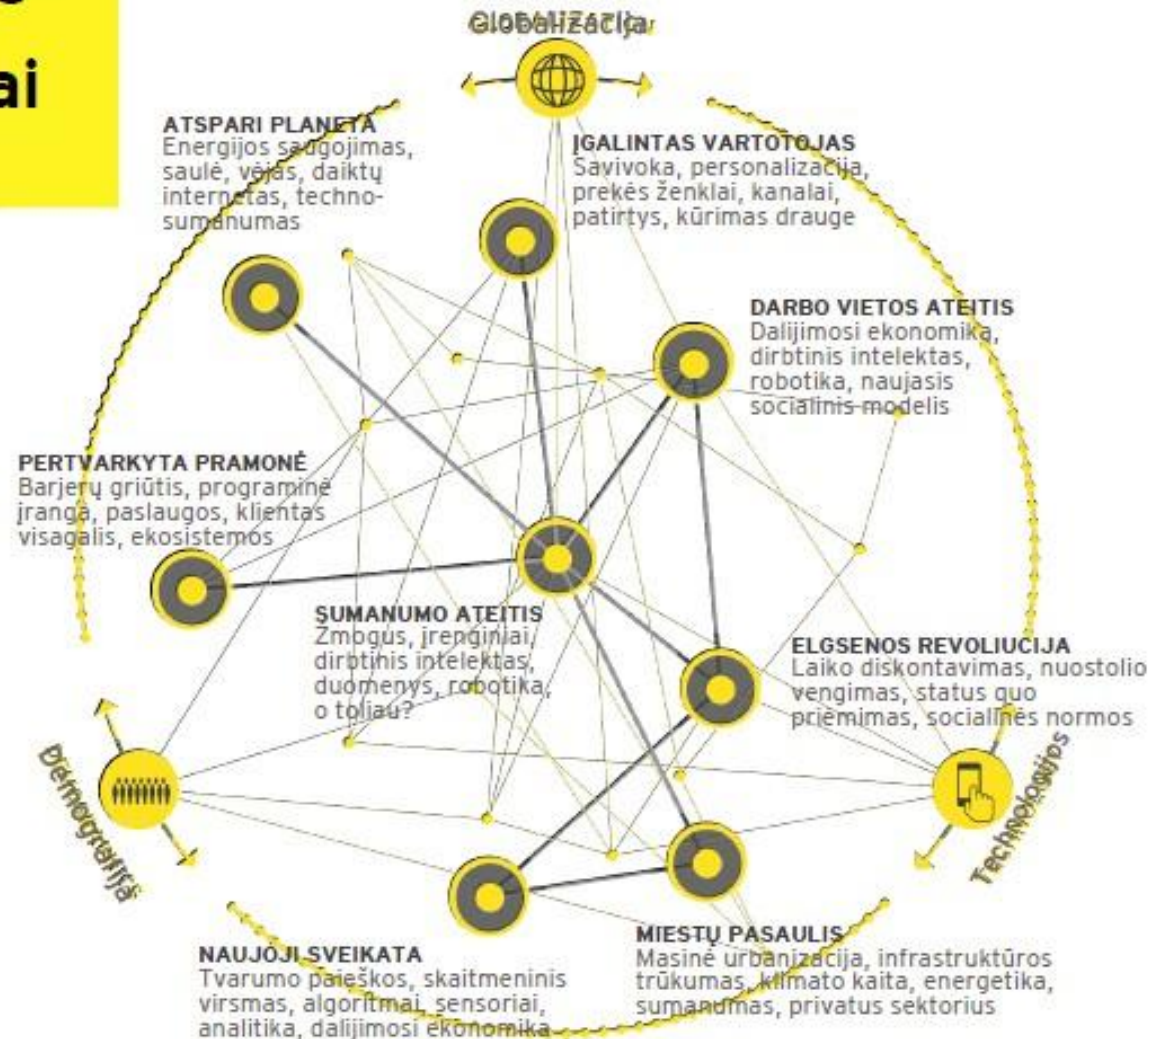 ai
Globalizacija
ATSPARI PLANETA
Energijos saugojimas,
saulė, vėjas, daiktų
internetas, techno-
sumanumas
ĮGALINTAS VARTOTOJAS
Savivoka, personalizacija,
prekės ženklai, kanalai,
patirtys, kūrimas drauge
DARBO VIETOS ATEITIS
Dalijimosi ekonomika,
dirbtinis intelektas,
robotika, naujasis
socialinis modelis
PERTVARKYTA PRAMONĖ
Barjerų griūtis, programinė
įranga, paslaugos, klientas
visagalis, ekosistemos
SUMANUMO ATEITIS
Žmogus, įrenginiai,
dirbtinis intelektas,
duomenys, robotika,
o toliau?
ELGSENOS REVOLIUCIJA
Laiko diskontavimas, nuostolio
vengimas, status quo
priėmimas, socialinės normos
Demografija
Technologijos
NAUJOJI SVEIKATA
Tvarumo paieškos, skaitmeninis
virsmas, algoritmai, sensoriai,
analitika, dalijimosi ekonomika
MIESTŲ PASAULIS
Masinė urbanizacija, infrastruktūros
trūkumas, klimato kaita, energetika,
sumanumas, privatus sektorius